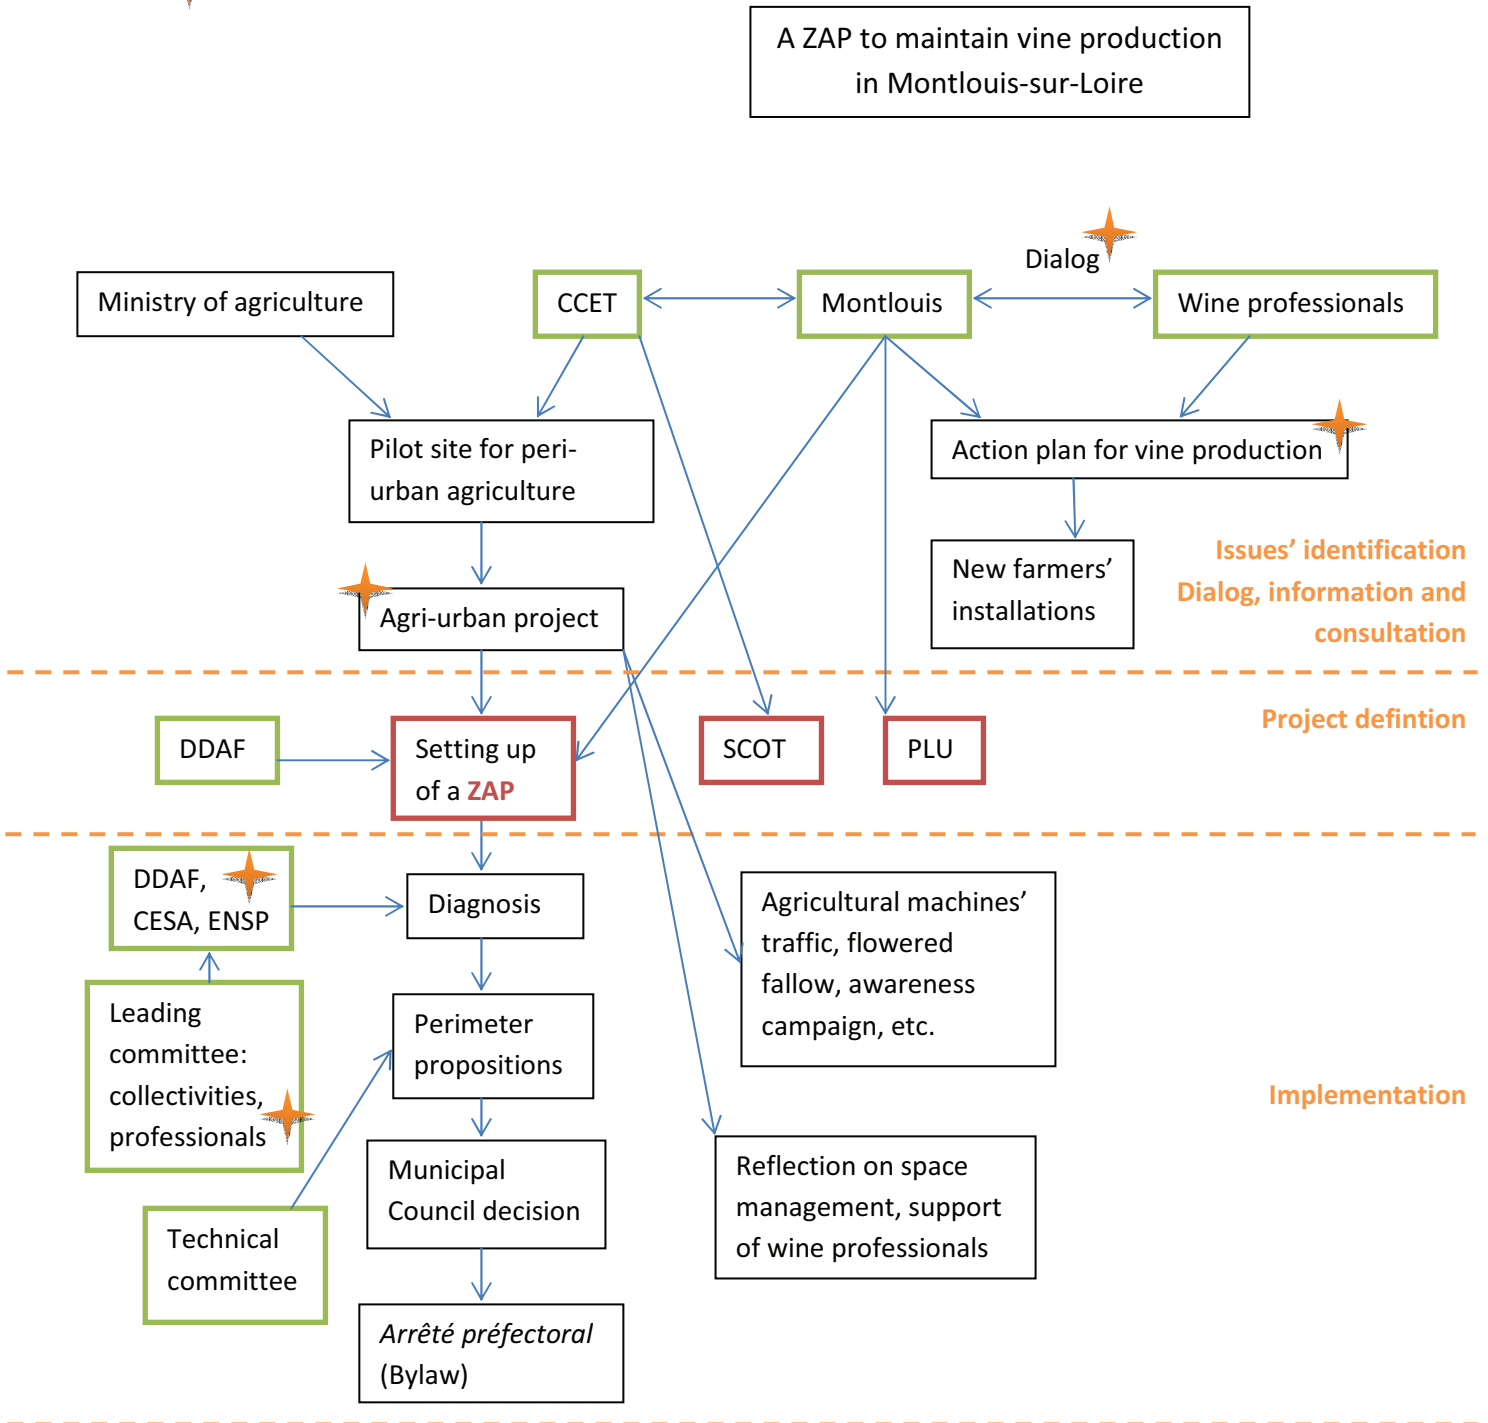 A ZAP to maintain vine production
in Montlouis-sur-Loire
Dialog
Ministry of agriculture
CCET
Montlouis
Wine professionals
Pilot site for peri-
urban agriculture
Action plan for vine production
New farmers’
installations
Issues’ identification
Dialog, information and
consultation
Agri-urban project
Project defintion
DDAF
Setting up
of a ZAP
SCOT
PLU
DDAF,
CESA, ENSP
Diagnosis
Agricultural machines’
traffic, flowered
fallow, awareness
campaign, etc.
Leading
committee:
collectivities,
professionals
Perimeter
propositions
Implementation
Municipal
Council decision
Reflection on space
management, support
of wine professionals
Technical
committee
Arrêté préfectoral
(Bylaw)